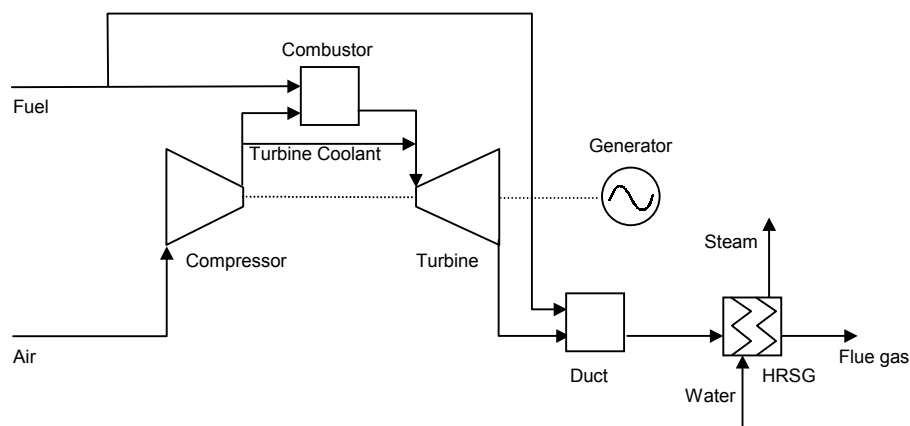 Combustor
Fuel
Turbine Coolant
Generator
Compressor
Turbine
Steam
Air
Duct
HRSG
Flue gas
Water